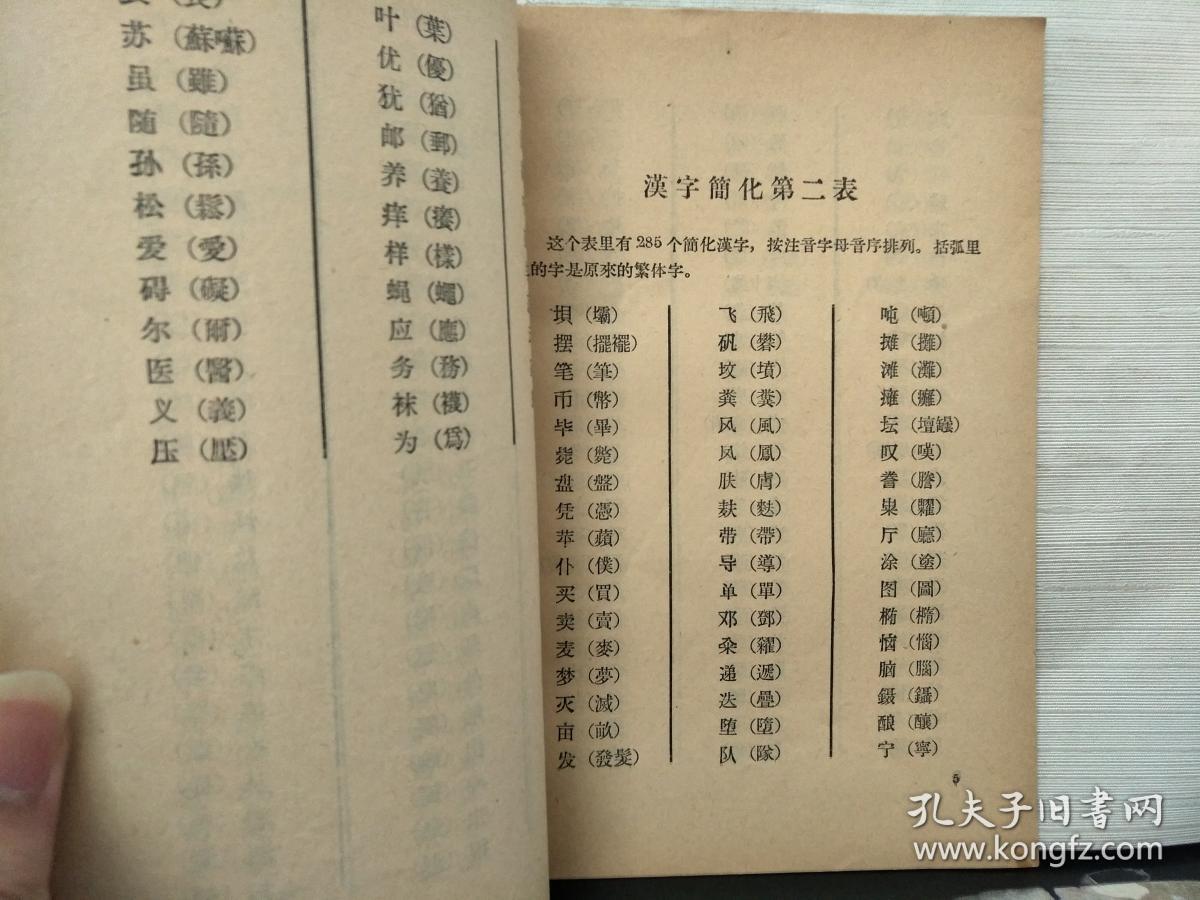 苏（蘇囌）
虽（雖）
随（隨）
孙（孫）
松（鬆）
爱（愛）
碍（礙）
尔（爾）
医（醫）
义（義）
压（壓）
叶（葉）
优（優）
犹（猶）
邮（郵）
养（養）
痒（癢）
样（樣）
蝇（蠅）
应（應）
务（務）
袜（襪）
为（爲）
漢字簡化第二表
这个表里有285个簡化漢字，按注音字母音序排列。括弧里
的字是原來的繁体字。
坝（壩）
摆（擺襬）
笔（筆）
币（幣）
毕（畢）
毙（斃）
盘（盤）
凭（憑）
苹（蘋）
仆（僕）
买（買）
卖（賣）
麦（麥）
梦（夢）
灭（滅）
亩（畝）
发（發髮）
飞（飛）
矾（礬）
坟（墳）
粪（糞）
风（風）
凤（鳳）
肤（膚）
麸（麩）
带（帶）
导（導）
单（單）
邓（鄧）
籴（糴）
递（遞）
迭（疊）
堕（墮）
队（隊）
吨（噸）
摊（攤）
滩（灘）
瘫（癱）
坛（壇罎）
叹（嘆）
誊（謄）
粜（糶）
厅（廳）
涂（塗）
图（圖）
椭（橢）
恼（惱）
脑（腦）
镊（鑷）
酿（釀）
宁（寧）
5
孔夫子旧书网
www.kongfz.com